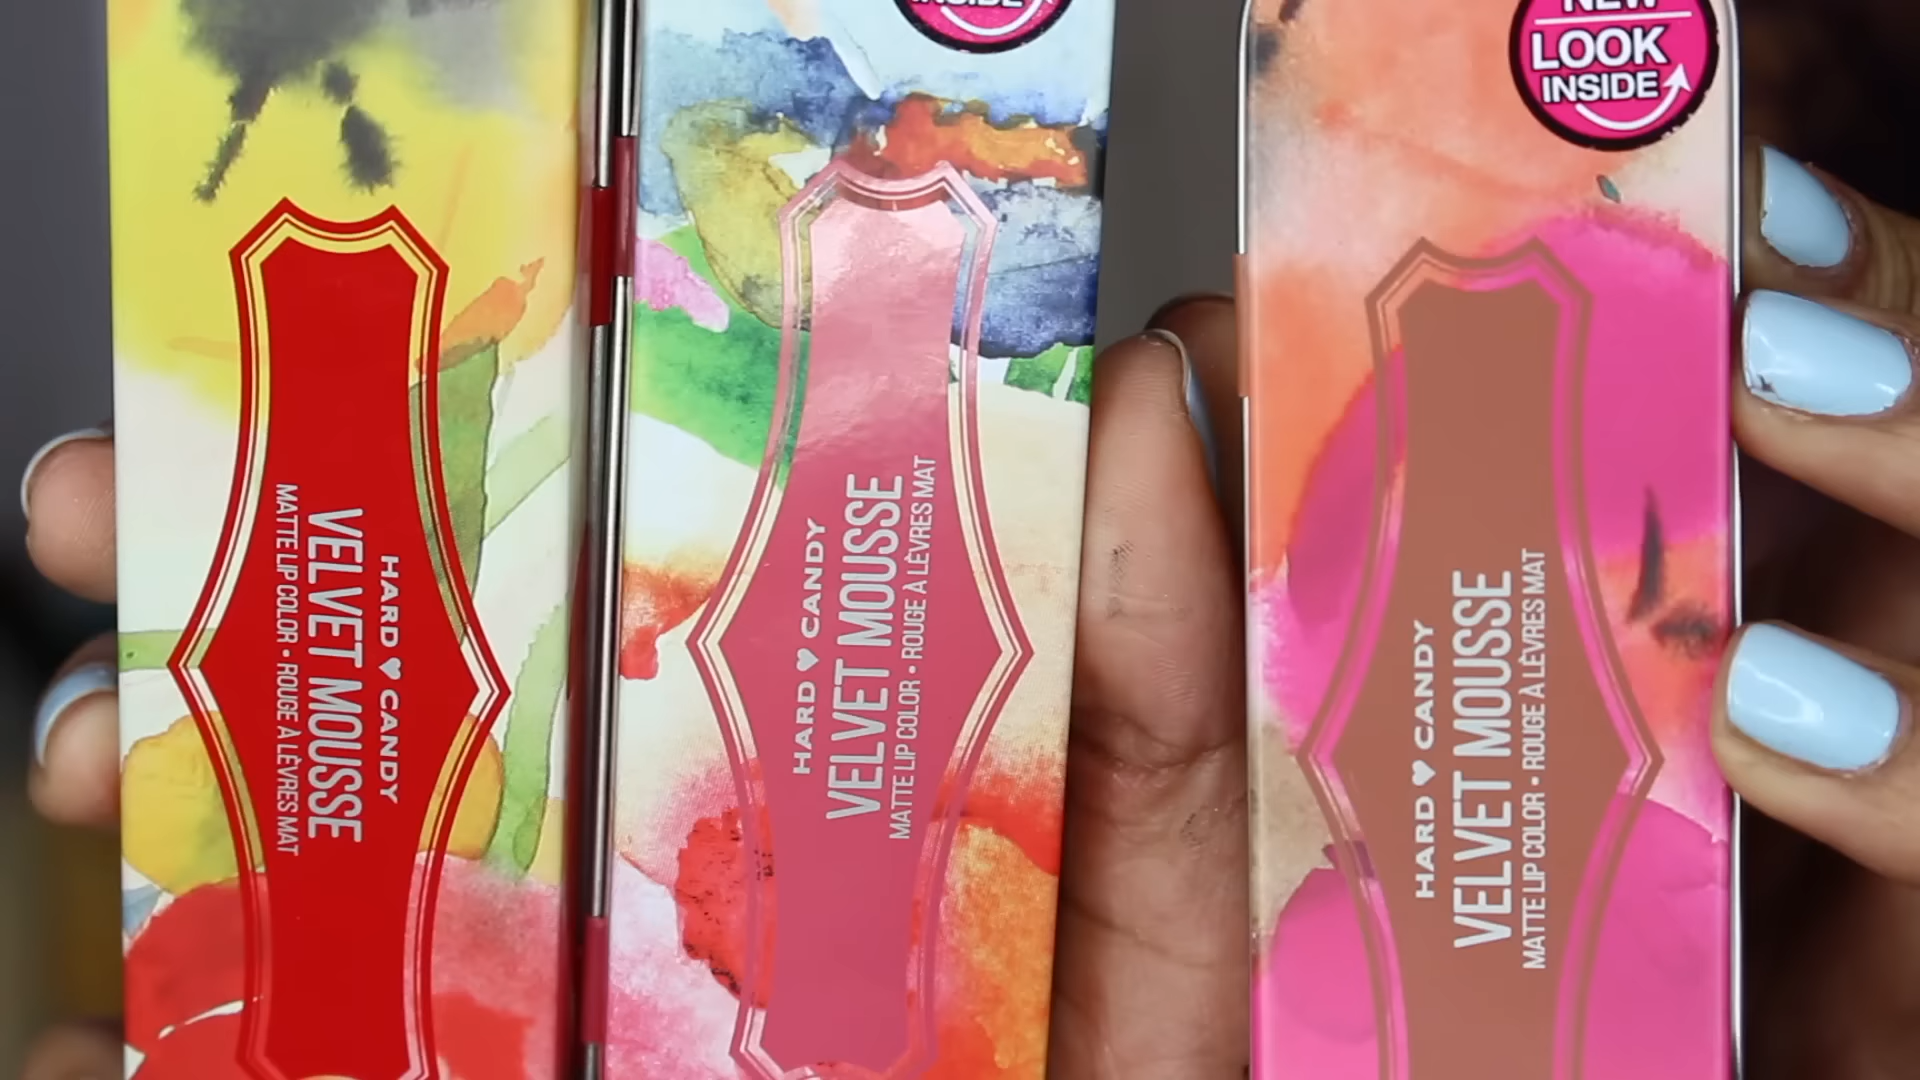 HARD CANDY
VELVET MOUSSE
MATTE LIP COLOR • ROUGE À LÈVRES MAT
INSIDE
HARD CANDY
VELVET MOUSSE
MATTE LIP COLOR • ROUGE À LÈVRES MAT
NEW
LOOK
INSIDE
HARD CANDY
VELVET MOUSSE
MATTE LIP COLOR • ROUGE À LÈVRES MAT